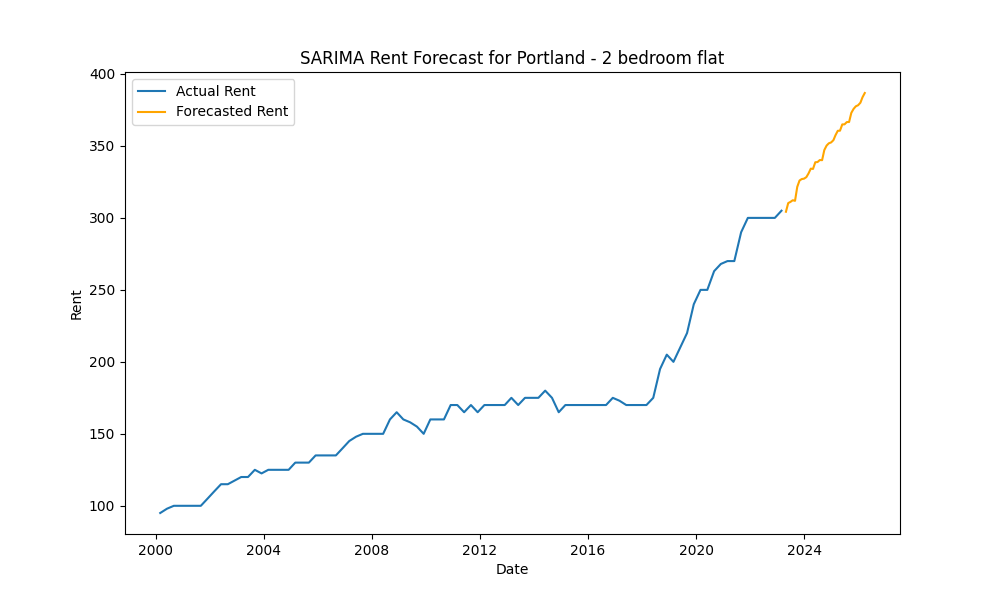 SARIMA Rent Forecast for Portland - 2 bedroom flat
Actual Rent
Forecasted Rent
400
350
300
250
200
150
100
Rent
2000 2004 2008 2012 2016 2020 2024
Date